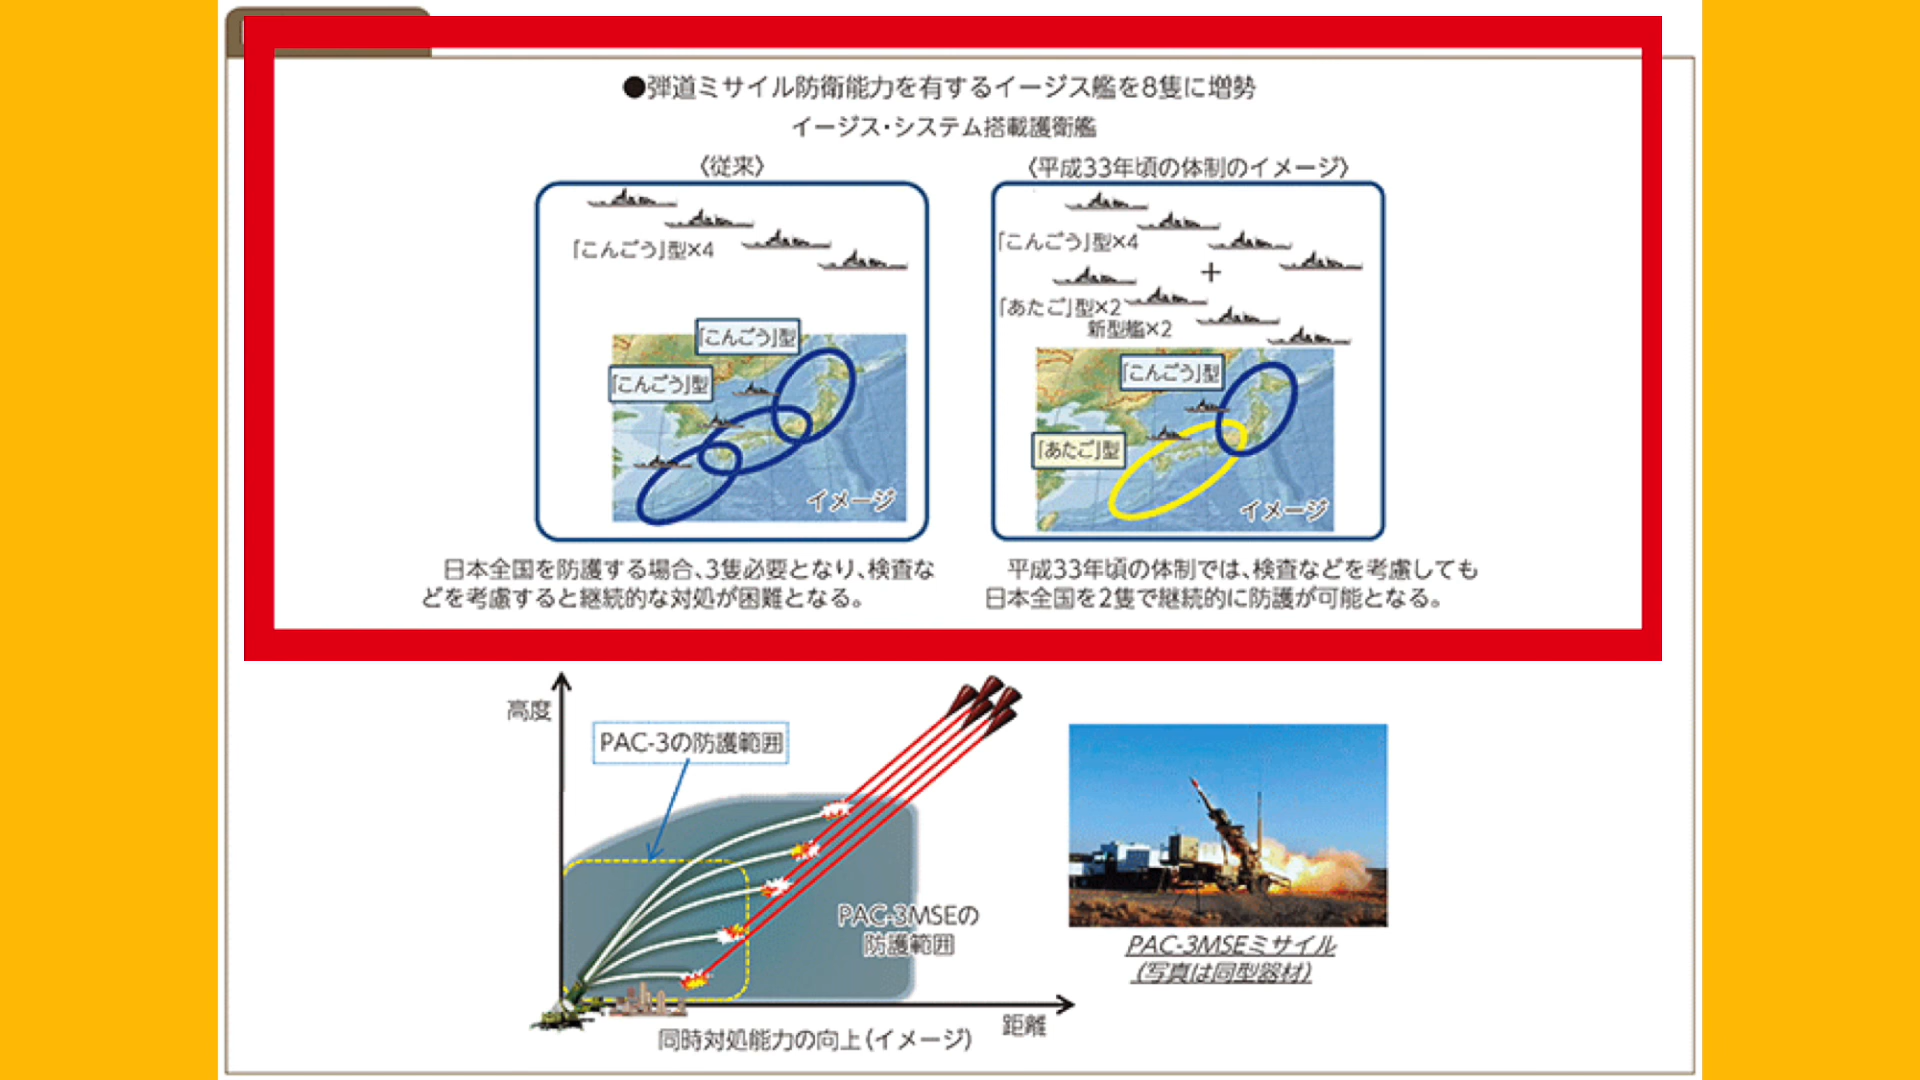 ●弾道ミサイル防衛能力を有するイージス艦を8隻に増勢
イージス・システム搭載護衛艦
〈従来〉
「こんごう」型×4
「こんごう」型
「こんごう」型
イメージ
日本全国を防護する場合、3隻必要となり、検査な
どを考慮すると継続的な対処が困難となる。
〈平成33年頃の体制のイメージ〉
「こんごう」型×4
+
「あたご」型×2
新型艦×2
「こんごう」型
「あたご」型
イメージ
平成33年頃の体制では、検査などを考慮しても
日本全国を2隻で継続的に防護が可能となる。
高度
PAC-3の防護範囲
PAC-3MSEの
防護範囲
距離
同時対処能力の向上(イメージ)
PAC-3MSEミサイル
(写真は同型器材)